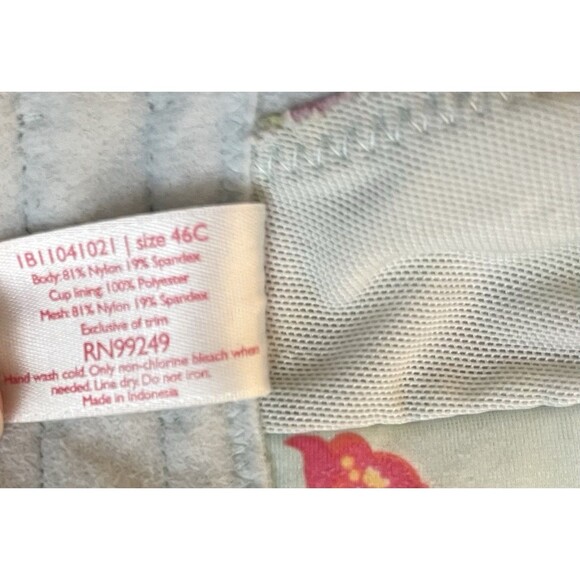 1B11041021 | size 46C
Body: 81% Nylon 19% Spandex
Cup lining: 100% Polyester
Mesh: 81% Nylon 19% Spandex
Exclusive of trim
RN99249
Hand wash cold. Only non-chlorine bleach when
needed. Line dry. Do not iron.
Made in Indonesia